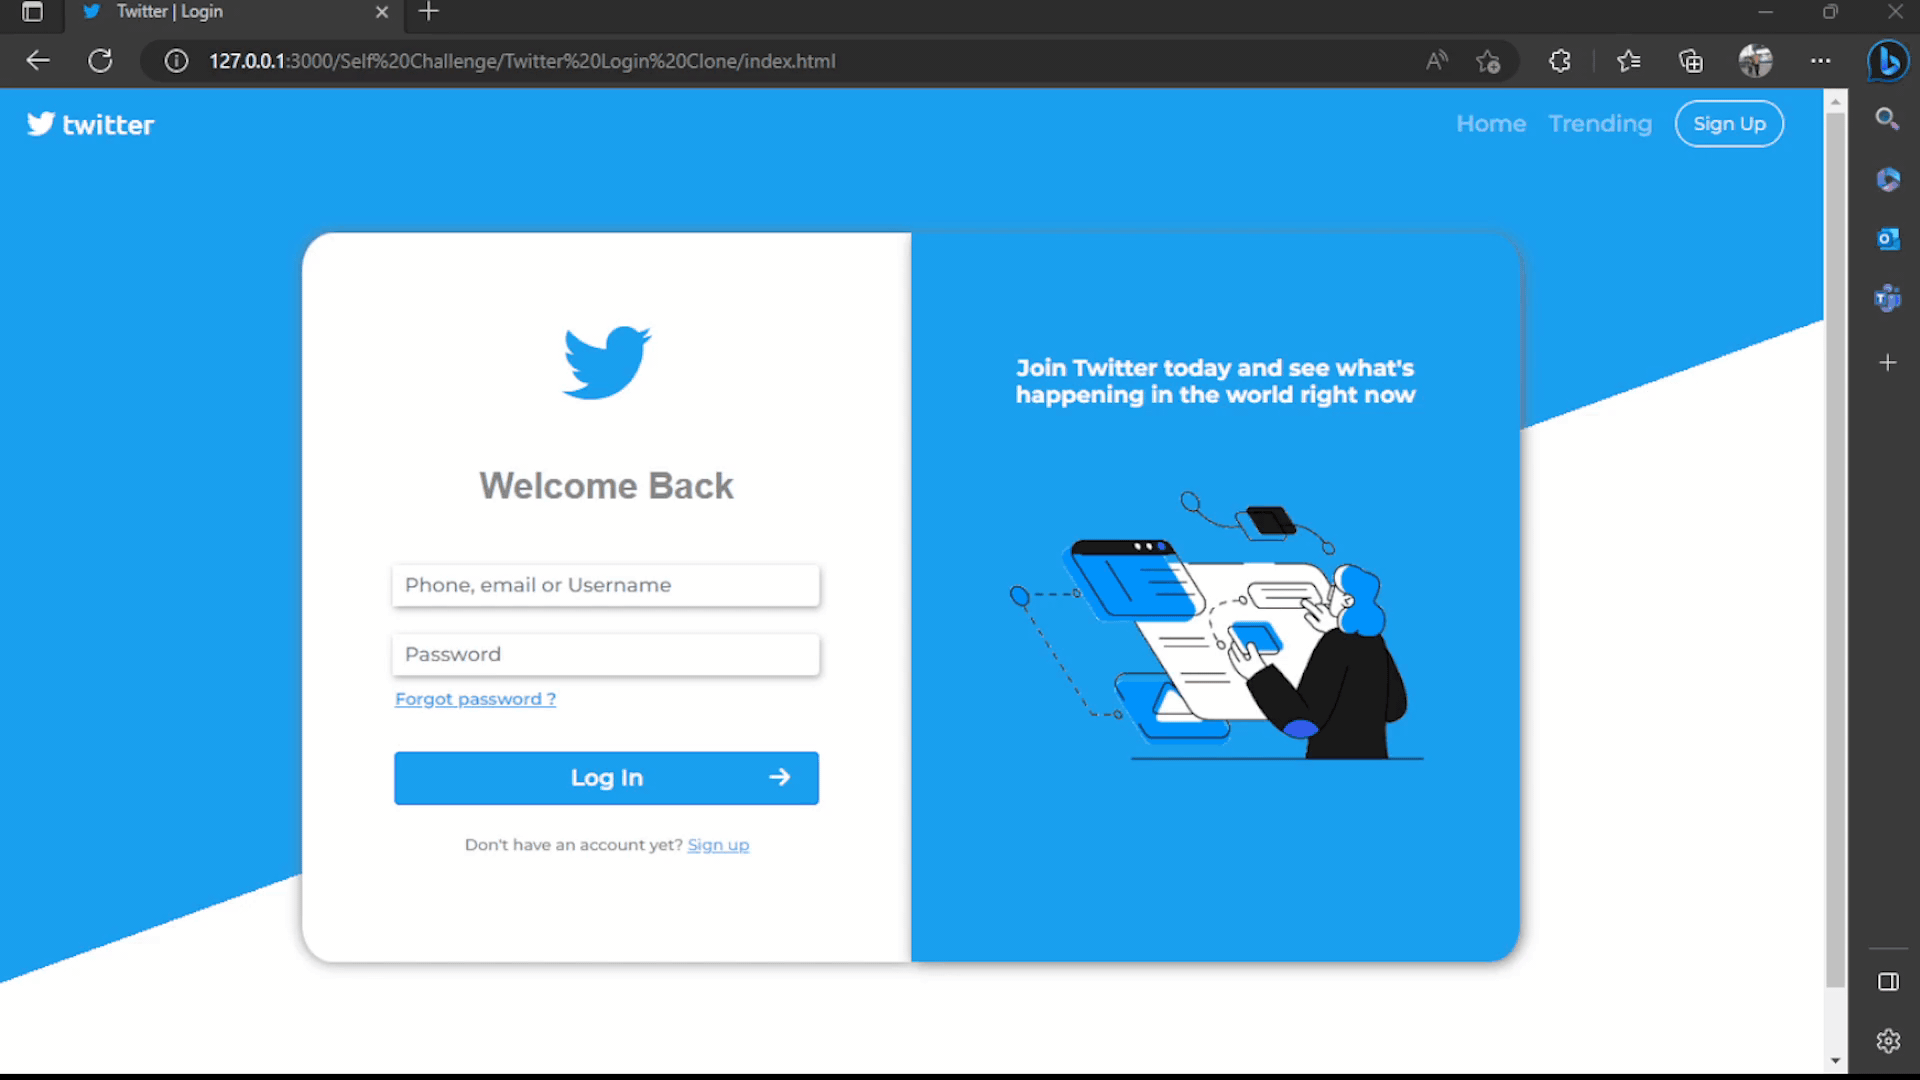 Twitter | Login
127.0.0.1:3000/Self%20Challenge/Twitter%20Login%20Clone/index.html
twitter
Home Trending Sign Up
Welcome Back
Phone, email or Username
Password
Forgot password ?
Log In
Don't have an account yet? Sign up
Join Twitter today and see what's
happening in the world right now